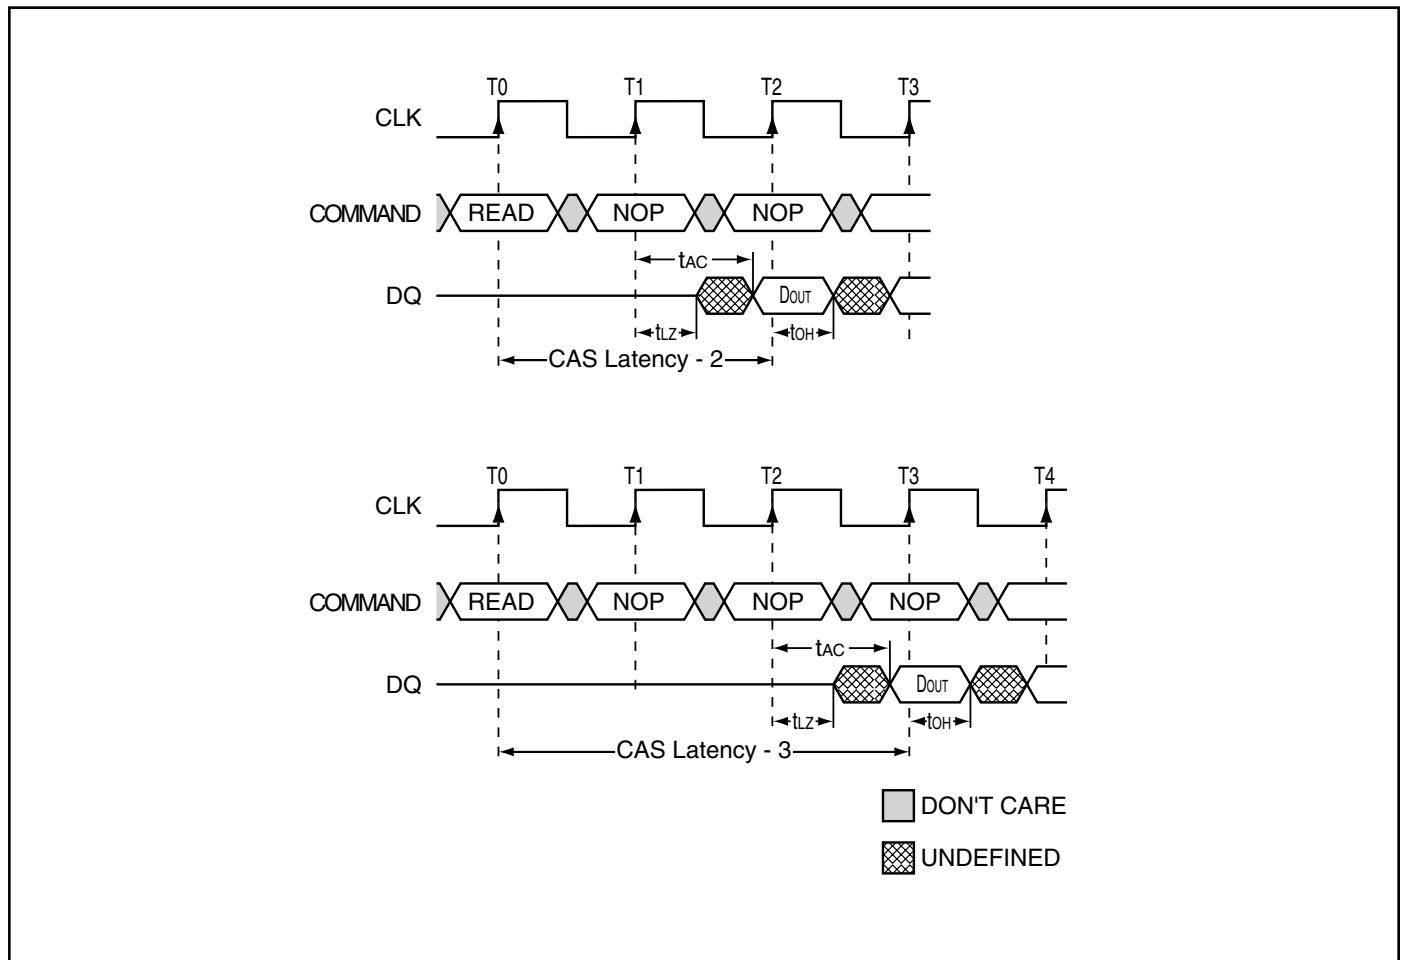 T0 T1 T2 T3
CLK
COMMAND READ NOP NOP
tAC
DQ DOUT
tLZ tOH
CAS Latency - 2
T0 T1 T2 T3 T4
CLK
COMMAND READ NOP NOP NOP
tAC
DQ DOUT
tLZ tOH
CAS Latency - 3
DON'T CARE
UNDEFINED